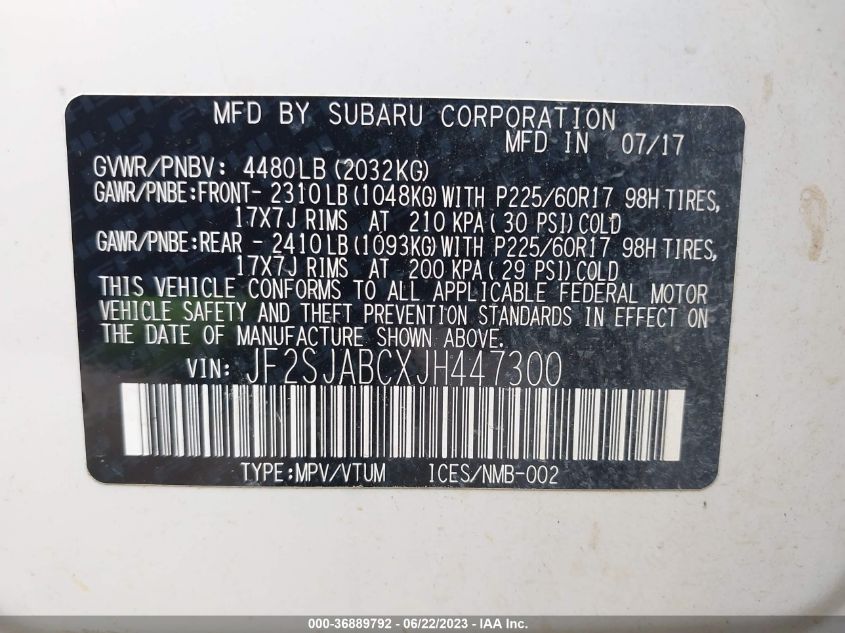 MFD BY SUBARU CORPORATION
MFD IN 07/17
GVWR/PNBV: 4480LB(2032KG)
GAWR/PNBE:FRONT- 2310LB(1048KG)WITH P225/60R17 98H TIRES,
17X7J RIMS AT 210 KPA( 30 PSI)COLD
GAWR/PNBE:REAR - 2410LB(1093KG)WITH P225/60R17 98H TIRES,
17X7J RIMS AT 200 KPA( 29 PSI)COLD
THIS VEHICLE CONFORMS TO ALL APPLICABLE FEDERAL MOTOR
VEHICLE SAFETY AND THEFT PREVENTION STANDARDS IN EFFECT ON
THE DATE OF MANUFACTURE SHOWN ABOVE.
VIN: JF2SJABCXJH447300
TYPE:MPV/VTUM ICES/NMB-002
000-36889792 - 06/22/2023 - IAA Holdings, Inc.